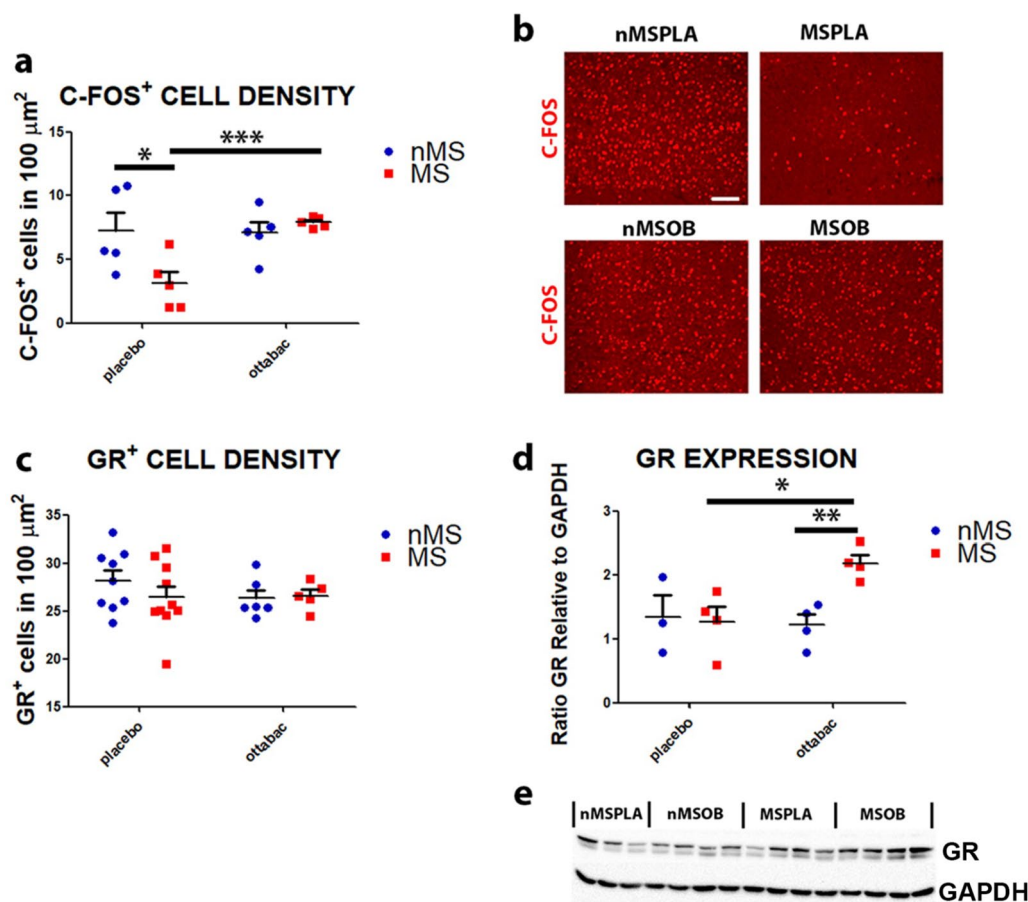 a
C-FOS⁺ CELL DENSITY
C-FOS⁺ cells in 100 μm²
15
10
5
0
*
***
nMS
MS
placebo
ottabac
b
nMSPLA
MSPLA
C-FOS
nMSOB
MSOB
C-FOS
c
GR⁺ CELL DENSITY
GR⁺ cells in 100 μm²
35
30
25
20
15
nMS
MS
placebo
ottabac
d
GR EXPRESSION
Ratio GR Relative to GAPDH
3
2
1
0
*
**
nMS
MS
placebo
ottabac
e
| nMSPLA | nMSOB | MSPLA | MSOB |
GR
GAPDH